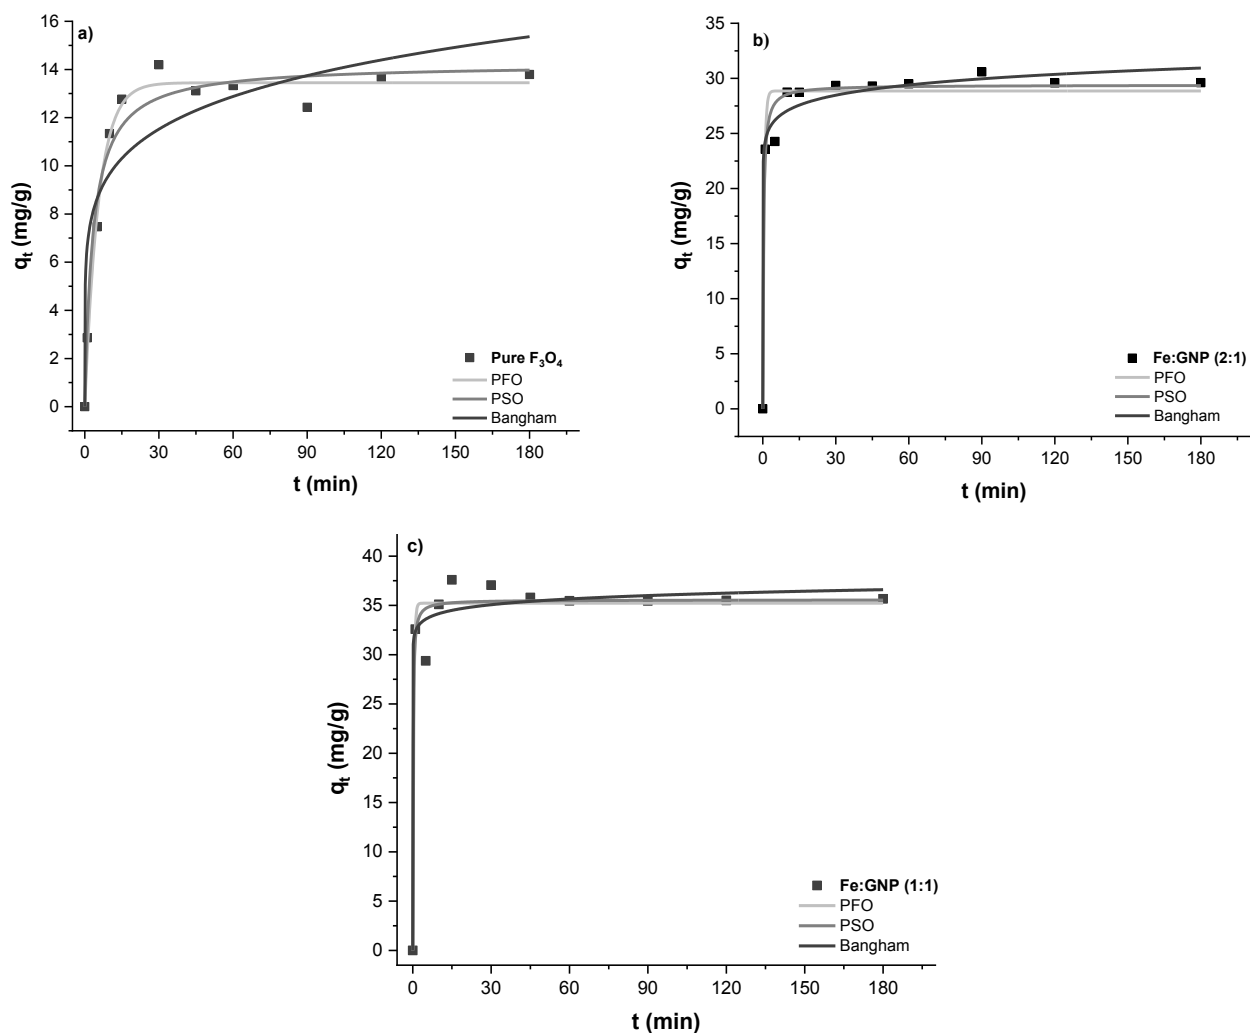 a)
16
14
12
10
8
6
4
2
0
qt (mg/g)
Pure F3O4
PFO
PSO
Bangham
0 30 60 90 120 150 180
t (min)
b)
35
30
25
20
15
10
5
0
qt (mg/g)
Fe:GNP (2:1)
PFO
PSO
Bangham
0 30 60 90 120 150 180
t (min)
c)
40
35
30
25
20
15
10
5
0
qt (mg/g)
Fe:GNP (1:1)
PFO
PSO
Bangham
0 30 60 90 120 150 180
t (min)